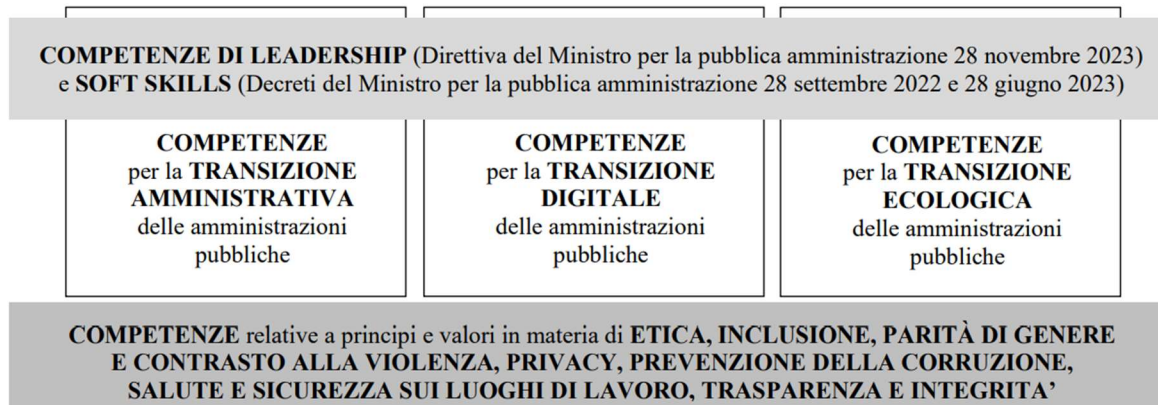 COMPETENZE DI LEADERSHIP (Direttiva del Ministro per la pubblica amministrazione 28 novembre 2023)
e SOFT SKILLS (Decreti del Ministro per la pubblica amministrazione 28 settembre 2022 e 28 giugno 2023)
COMPETENZE
per la TRANSIZIONE
AMMINISTRATIVA
delle amministrazioni
pubbliche
COMPETENZE
per la TRANSIZIONE
DIGITALE
delle amministrazioni
pubbliche
COMPETENZE
per la TRANSIZIONE
ECOLOGICA
delle amministrazioni
pubbliche
COMPETENZE relative a principi e valori in materia di ETICA, INCLUSIONE, PARITÀ DI GENERE
E CONTRASTO ALLA VIOLENZA, PRIVACY, PREVENZIONE DELLA CORRUZIONE,
SALUTE E SICUREZZA SUI LUOGHI DI LAVORO, TRASPARENZA E INTEGRITA’